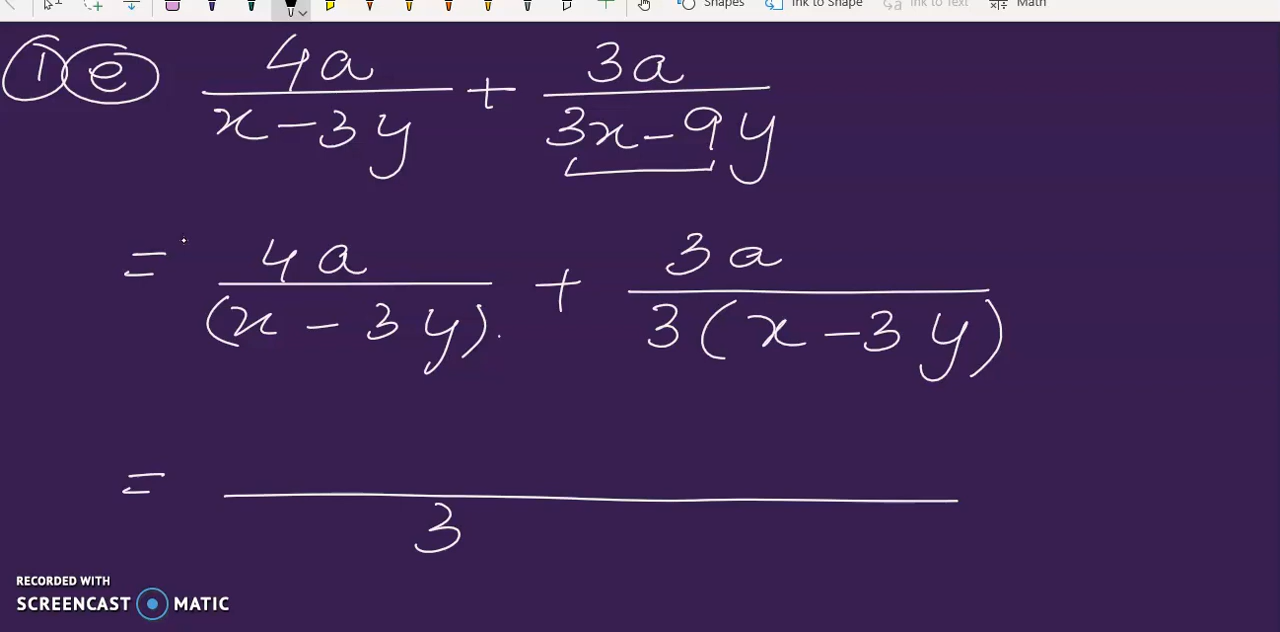 Shapes Ink to Shape Ink to Text Math
① ⓔ 4a/(x-3y) + 3a/(3x-9y)
= 4a/(x-3y). + 3a/3(x-3y)
= /3
RECORDED WITH
SCREENCAST MATIC